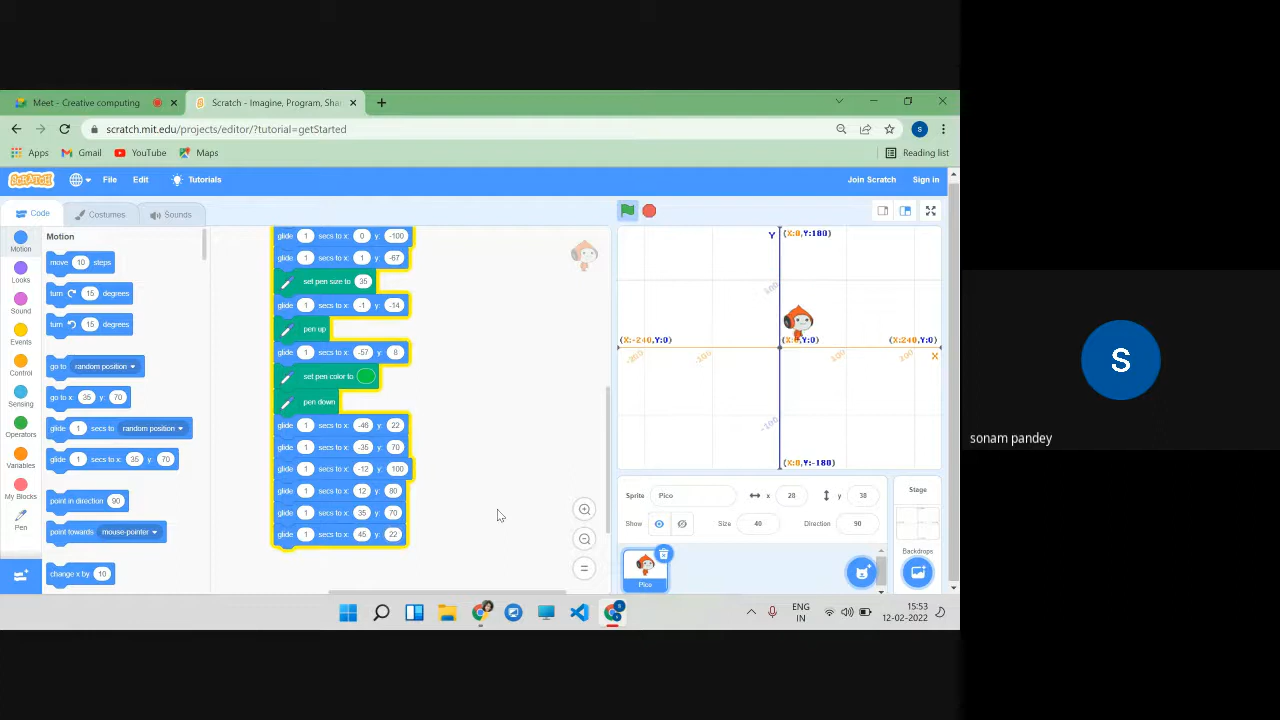 Meet - Creative computing
Scratch - Imagine, Program, Sha
scratch.mit.edu/projects/editor/?tutorial=getStarted
S
Apps
Gmail
YouTube
Maps
Reading list
SCRATCH
File
Edit
Tutorials
Join Scratch
Sign in
Code
Costumes
Sounds
Motion
Motion
Looks
Sound
Events
Control
Sensing
Operators
Variables
My Blocks
Pen
move 10 steps
turn 15 degrees
turn 15 degrees
go to random position
go to x: 35 y: 70
glide 1 secs to random position
glide 1 secs to x: 35 y: 70
point in direction 90
point towards mouse-pointer
change x by 10
glide 1 secs to x: 0 y: -100
glide 1 secs to x: 1 y: -67
set pen size to 35
glide 1 secs to x: -1 y: -14
pen up
glide 1 secs to x: -57 y: 8
set pen color to
pen down
glide 1 secs to x: -46 y: 22
glide 1 secs to x: -35 y: 70
glide 1 secs to x: -12 y: 100
glide 1 secs to x: 12 y: 80
glide 1 secs to x: 35 y: 70
glide 1 secs to x: 45 y: 22
Y
(X:0,Y:180)
100
(X:-240,Y:0)
(X:0,Y:0)
(X:240,Y:0)
-200
-100
100
200
X
-100
(X:0,Y:-180)
Sprite
Pico
x
28
y
38
Show
Size
40
Direction
90
Pico
Stage
Backdrops
ENG
IN
15:53
12-02-2022
S
sonam pandey